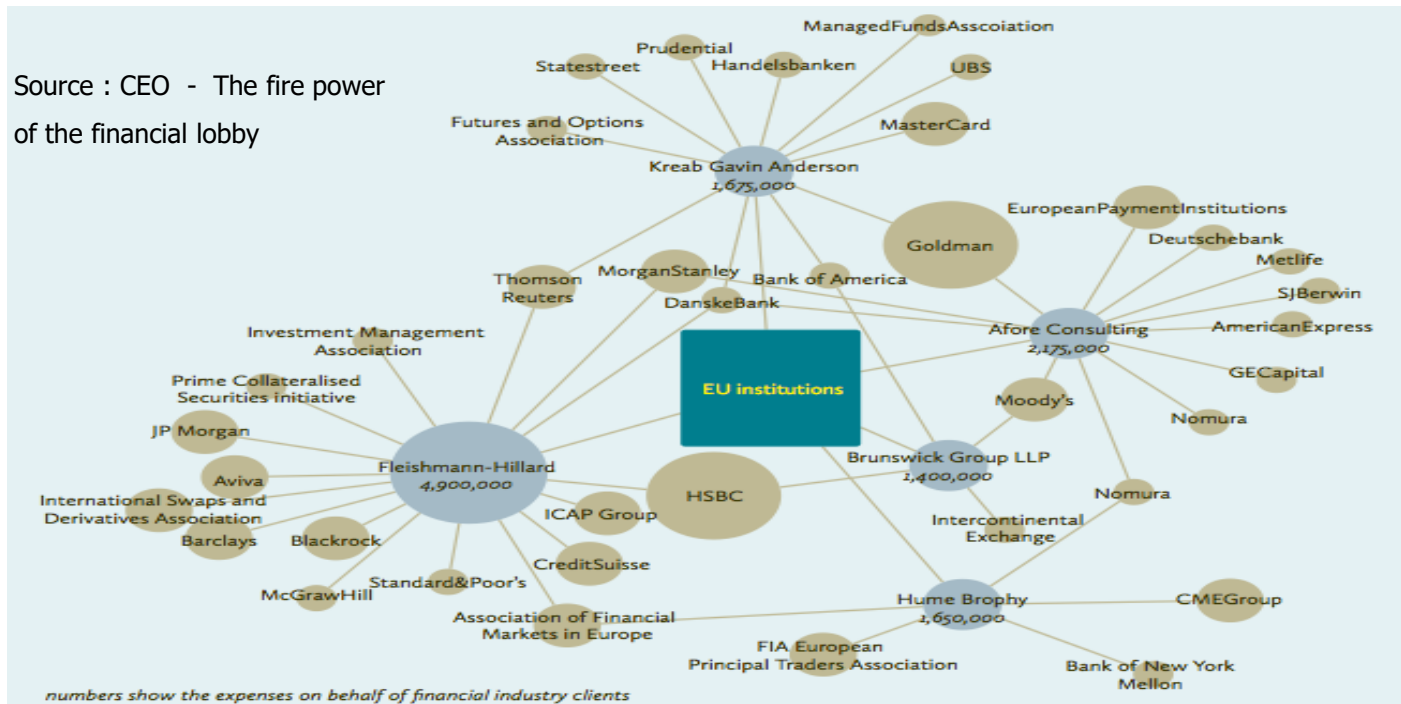 Source : CEO - The fire power
of the financial lobby
ManagedFundsAsscoiation
Prudential
Statestreet
Handelsbanken
UBS
Futures and Options
Association
MasterCard
Kreab Gavin Anderson
1,675,000
EuropeanPaymentInstitutions
Goldman
Deutschebank
Metlife
Thomson
Reuters
MorganStanley
Bank of America
DanskeBank
SJBerwin
Afore Consulting
2,175,000
AmericanExpress
Investment Management
Association
GECapital
Prime Collateralised
Securities initiative
EU institutions
Moody's
Nomura
JP Morgan
Fleishmann-Hillard
4,900,000
Brunswick Group LLP
1,400,000
Aviva
HSBC
Nomura
International Swaps and
Derivatives Association
ICAP Group
Intercontinental
Exchange
Barclays
Blackrock
CreditSuisse
Standard&Poor's
McGrawHill
Hume Brophy
1,650,000
CMEGroup
Association of Financial
Markets in Europe
FIA European
Principal Traders Association
Bank of New York
Mellon
numbers show the expenses on behalf of financial industry clients